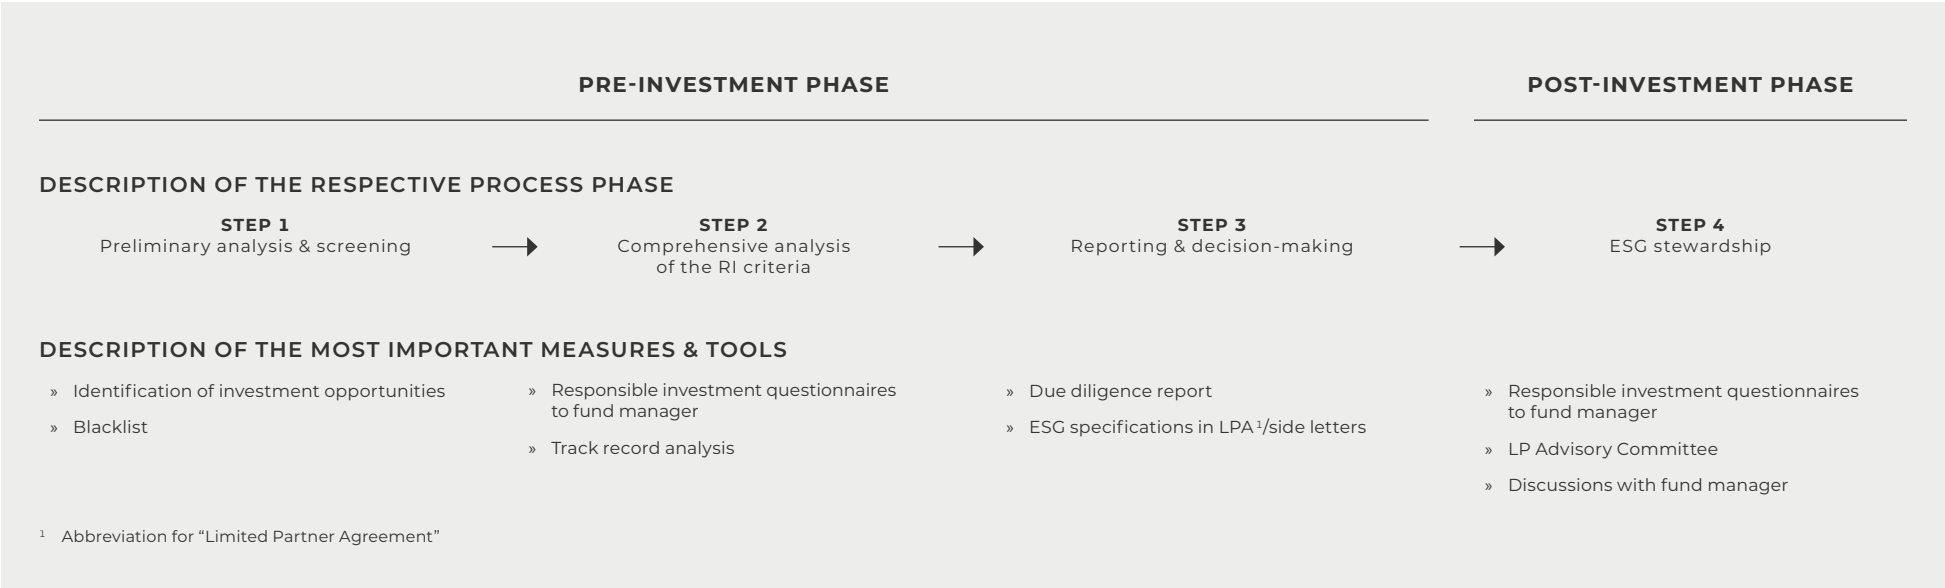 PRE-INVESTMENT PHASE
POST-INVESTMENT PHASE
DESCRIPTION OF THE RESPECTIVE PROCESS PHASE
STEP 1
Preliminary analysis & screening
STEP 2
Comprehensive analysis
of the RI criteria
STEP 3
Reporting & decision-making
STEP 4
ESG stewardship
DESCRIPTION OF THE MOST IMPORTANT MEASURES & TOOLS
» Identification of investment opportunities
» Blacklist
» Responsible investment questionnaires
to fund manager
» Track record analysis
» Due diligence report
» ESG specifications in LPA¹/side letters
» Responsible investment questionnaires
to fund manager
» LP Advisory Committee
» Discussions with fund manager
¹ Abbreviation for “Limited Partner Agreement”